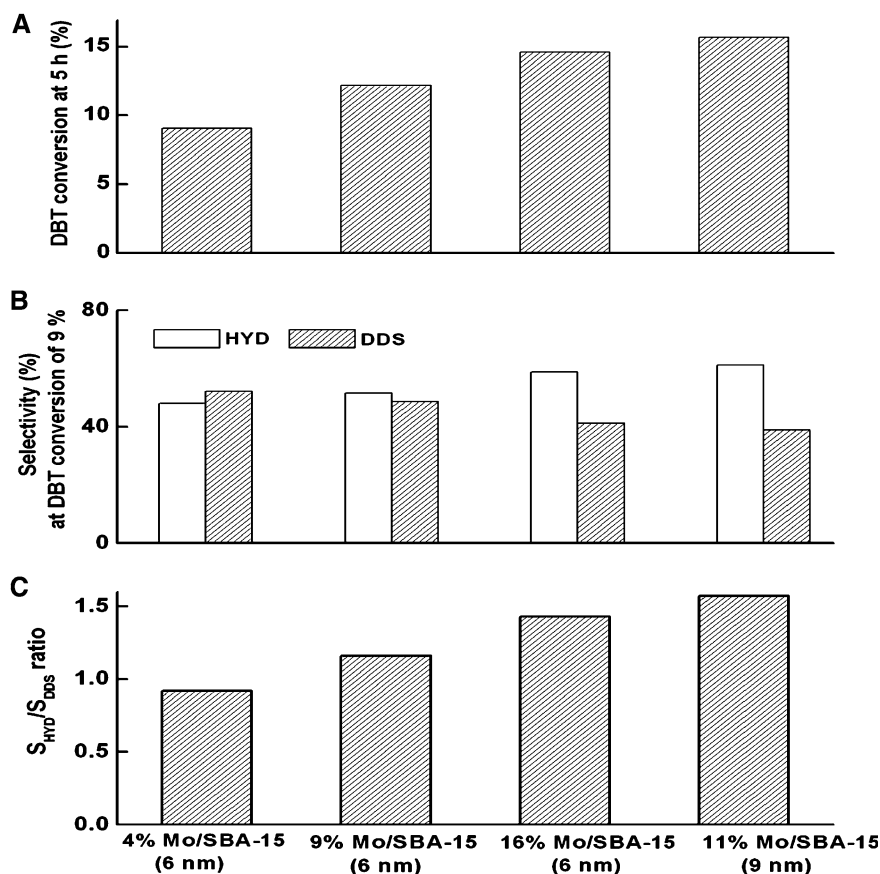 A
DBT conversion at 5 h (%)
15
10
5
0
B
Selectivity (%)
at DBT conversion of 9 %
80
40
0
HYD
DDS
C
S_HYD/S_DDS ratio
1.5
1.0
0.5
0.0
4% Mo/SBA-15 9% Mo/SBA-15 16% Mo/SBA-15 11% Mo/SBA-15
(6 nm) (6 nm) (6 nm) (9 nm)